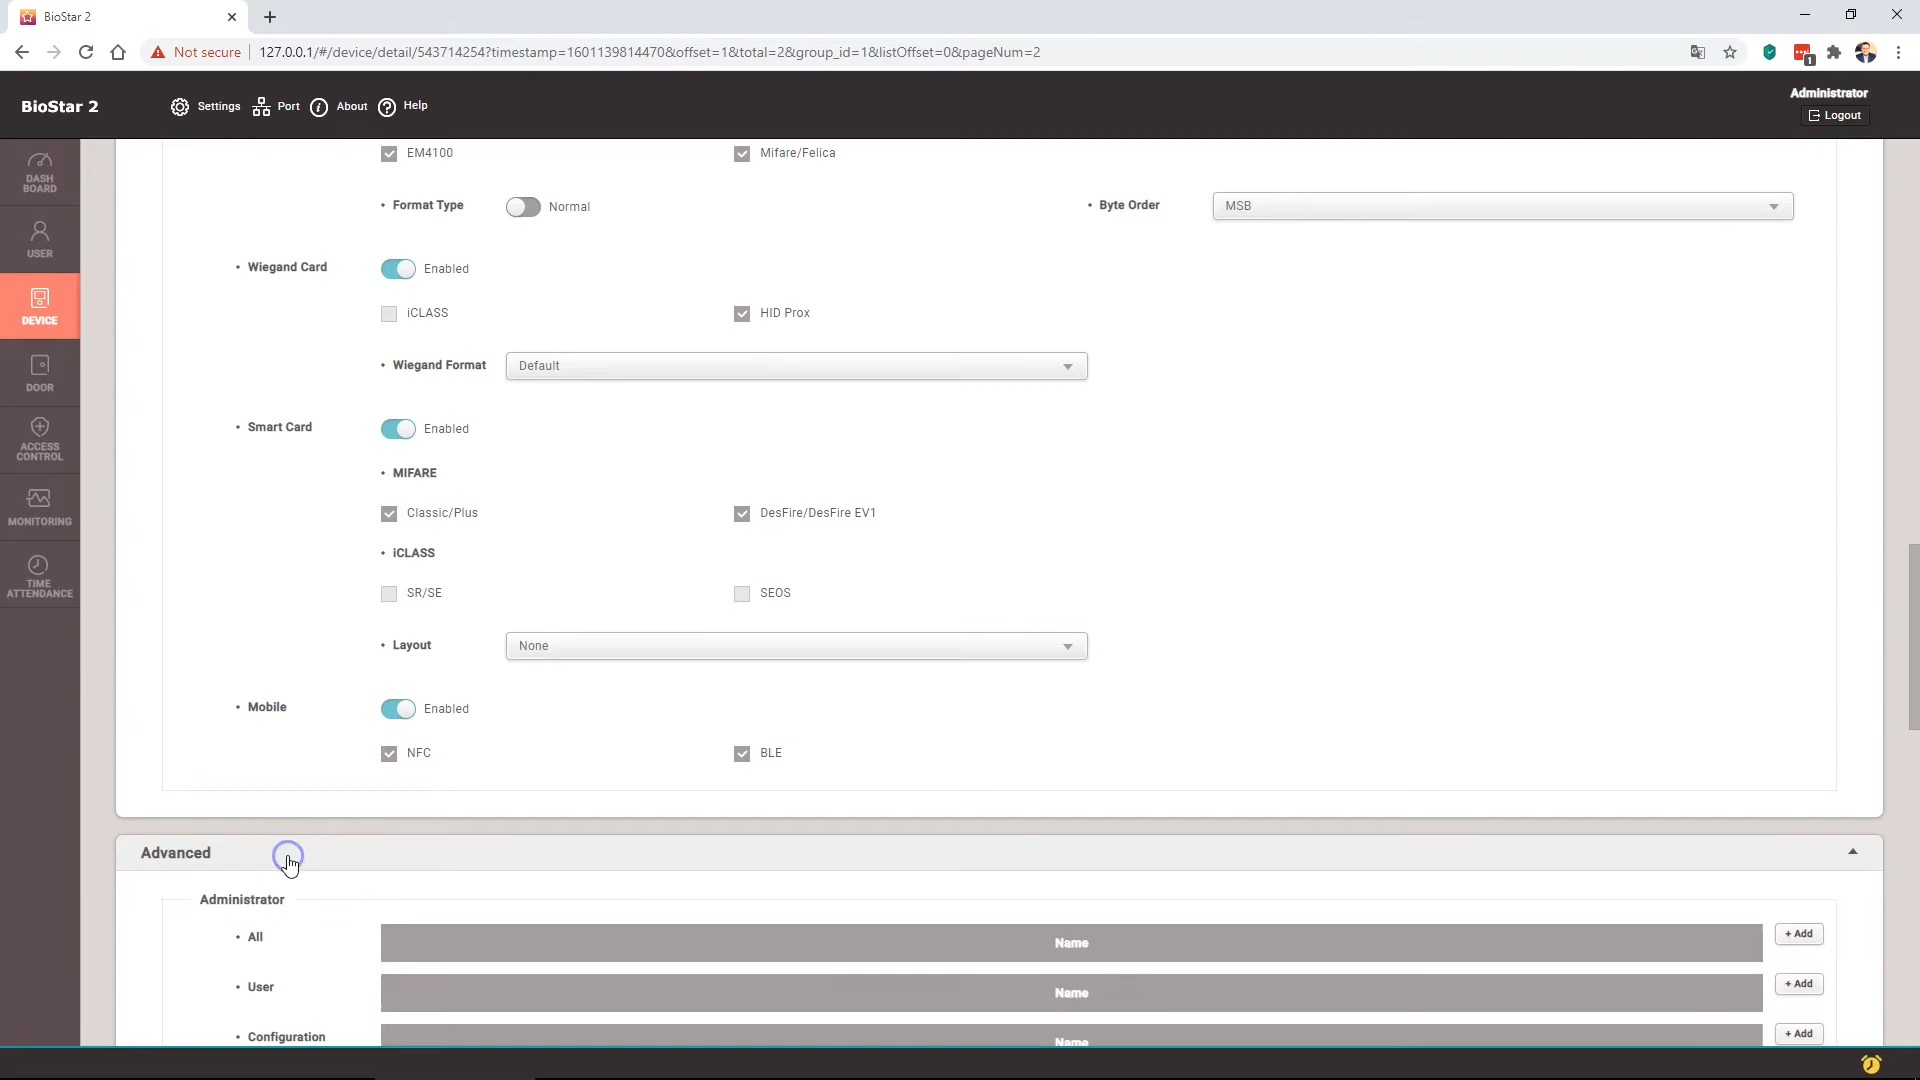 BioStar 2
Not secure
127.0.0.1/#/device/detail/543714254?timestamp=1601139814470&offset=1&total=2&group_id=1&listOffset=0&pageNum=2
1
BioStar 2
Settings
Port
About
Help
Administrator
Logout
DASH
BOARD
USER
DEVICE
DOOR
ACCESS
CONTROL
MONITORING
TIME
ATTENDANCE
EM4100
Mifare/Felica
• Format Type
Normal
• Byte Order
MSB
• Wiegand Card
Enabled
iCLASS
HID Prox
• Wiegand Format
Default
• Smart Card
Enabled
• MIFARE
Classic/Plus
DesFire/DesFire EV1
• iCLASS
SR/SE
SEOS
• Layout
None
• Mobile
Enabled
NFC
BLE
Advanced
Administrator
• All
Name
+ Add
• User
Name
+ Add
• Configuration
Name
+ Add